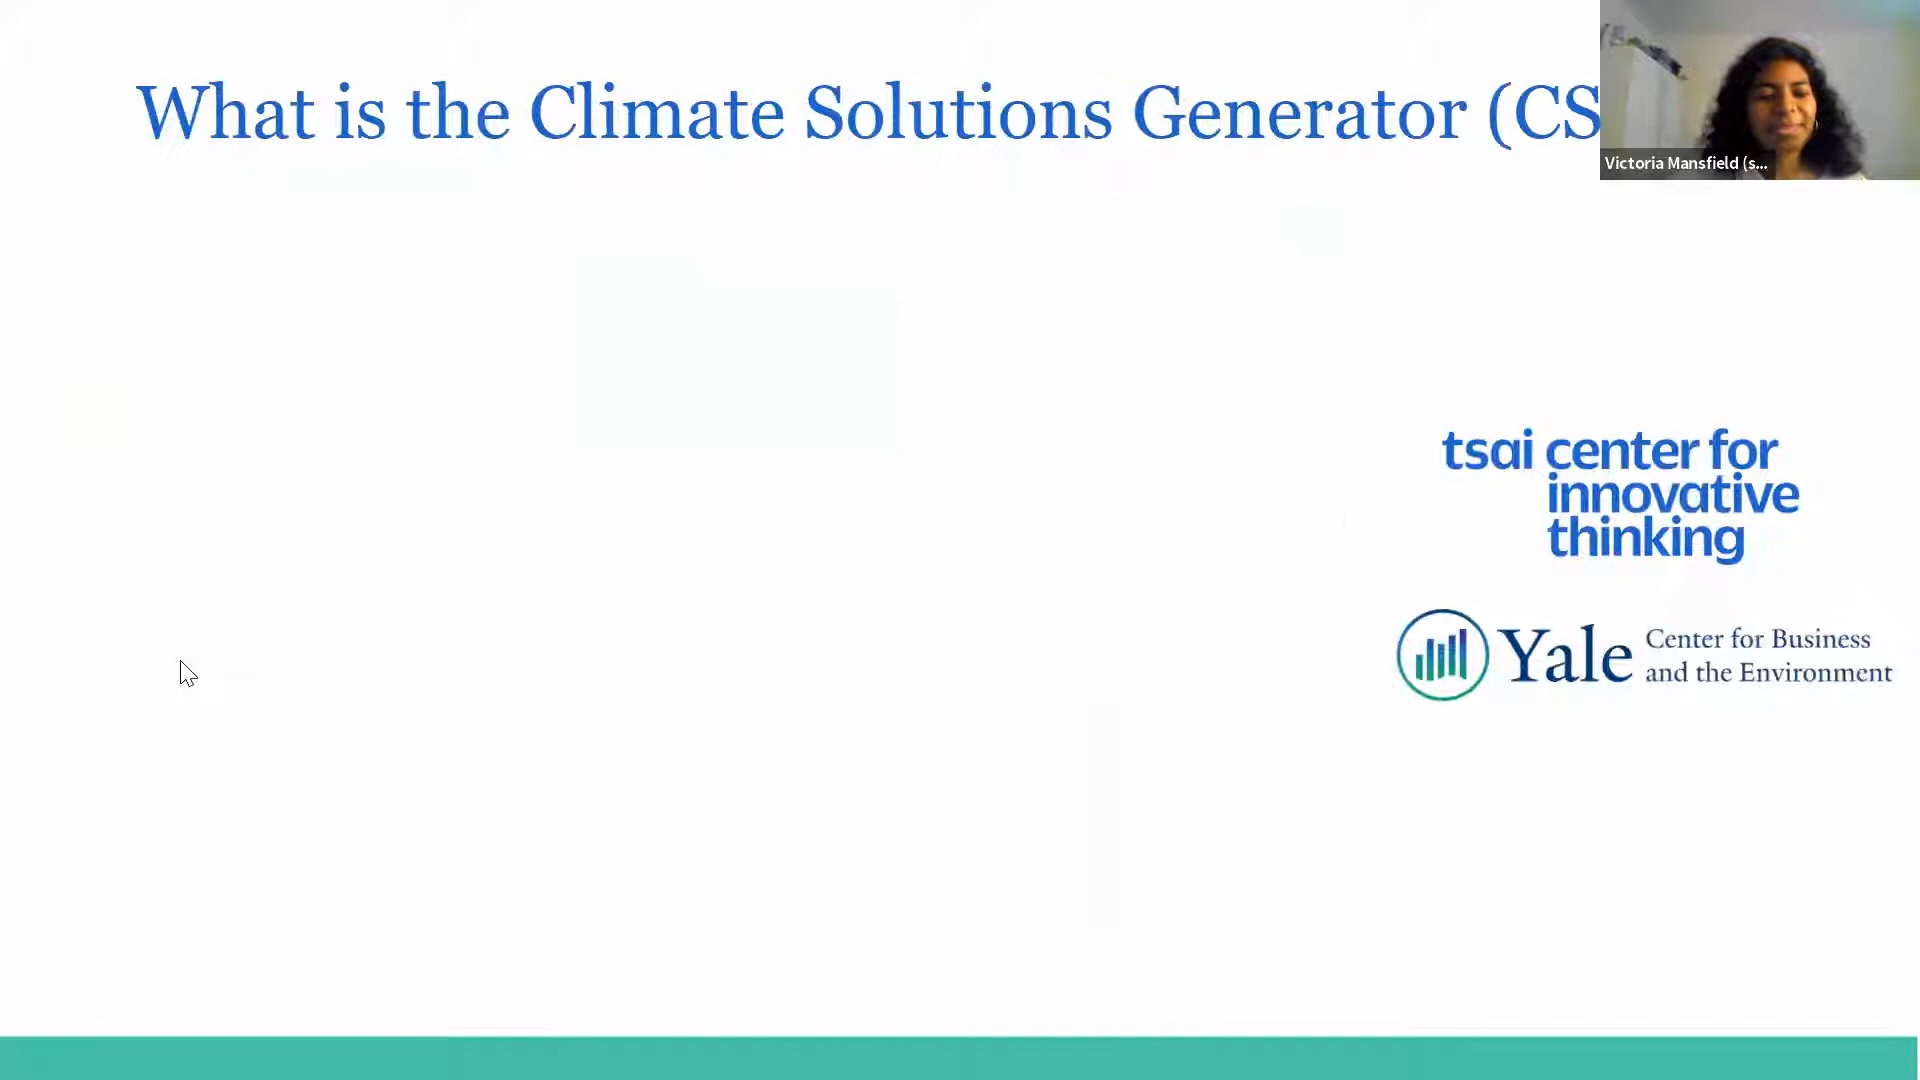 What is the Climate Solutions Generator (CS
Victoria Mansfield (s...
tsai center for
innovative
thinking
Yale Center for Business
and the Environment